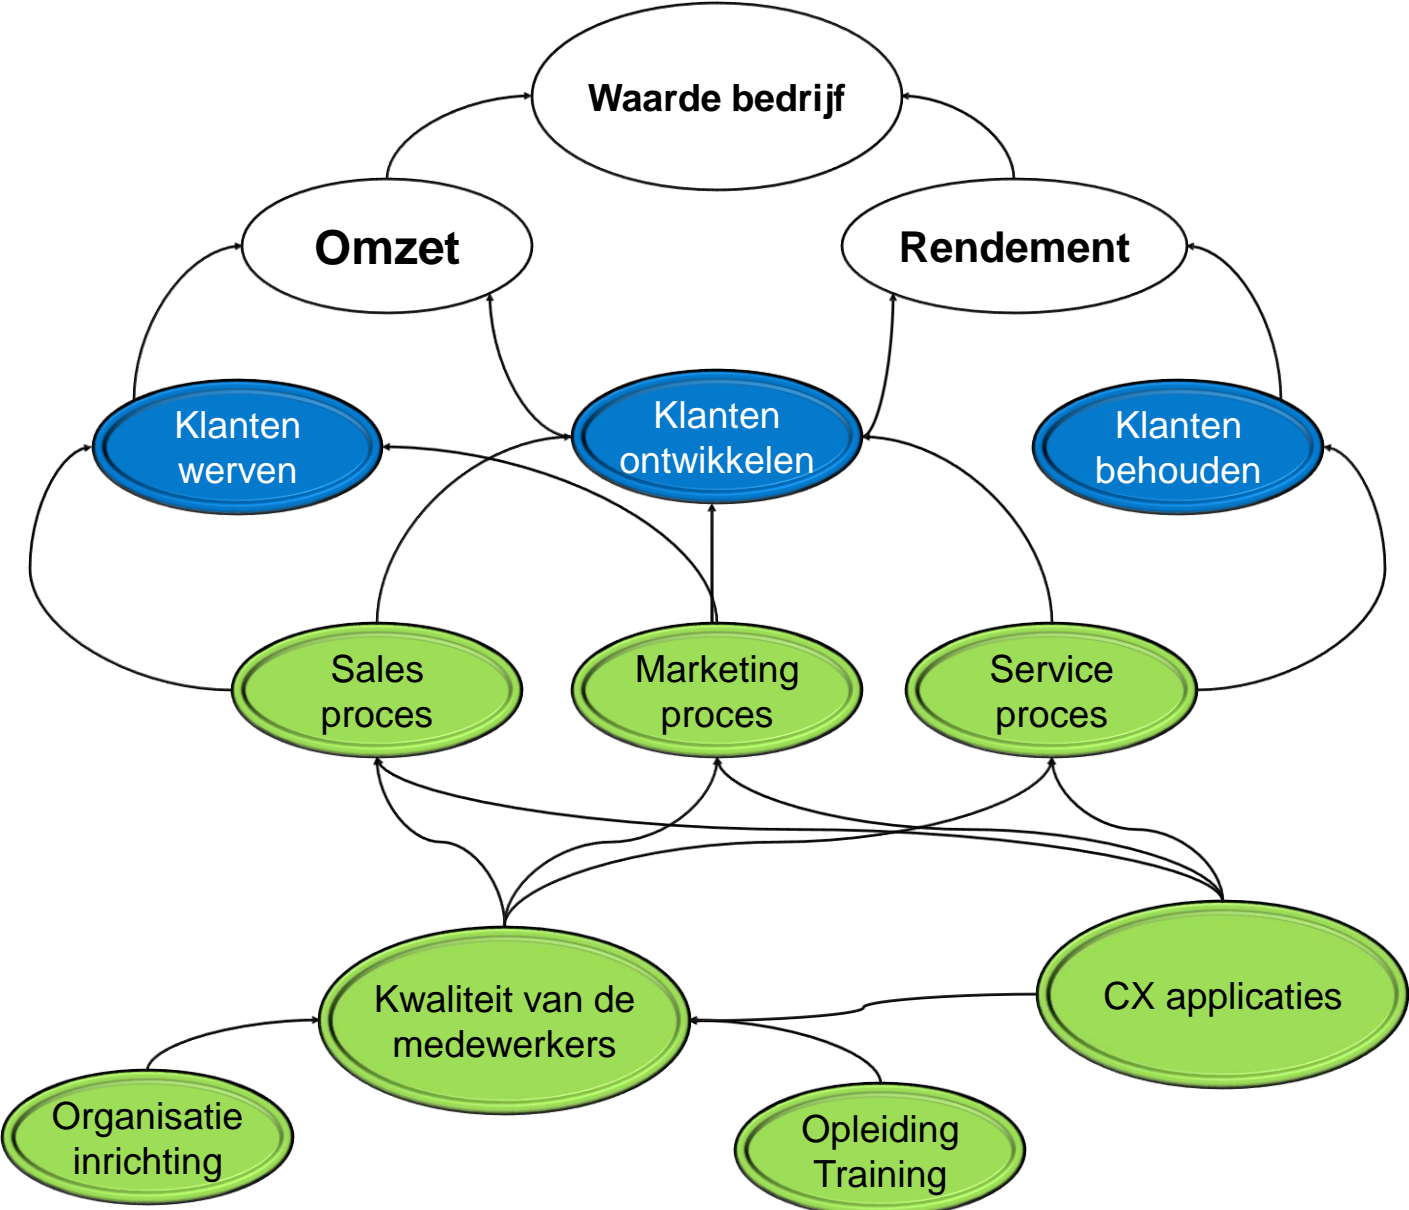 Waarde bedrijf
Omzet
Rendement
Klanten
werven
Klanten
ontwikkelen
Klanten
behouden
Sales
proces
Marketing
proces
Service
proces
Kwaliteit van de
medewerkers
CX applicaties
Organisatie
inrichting
Opleiding
Training